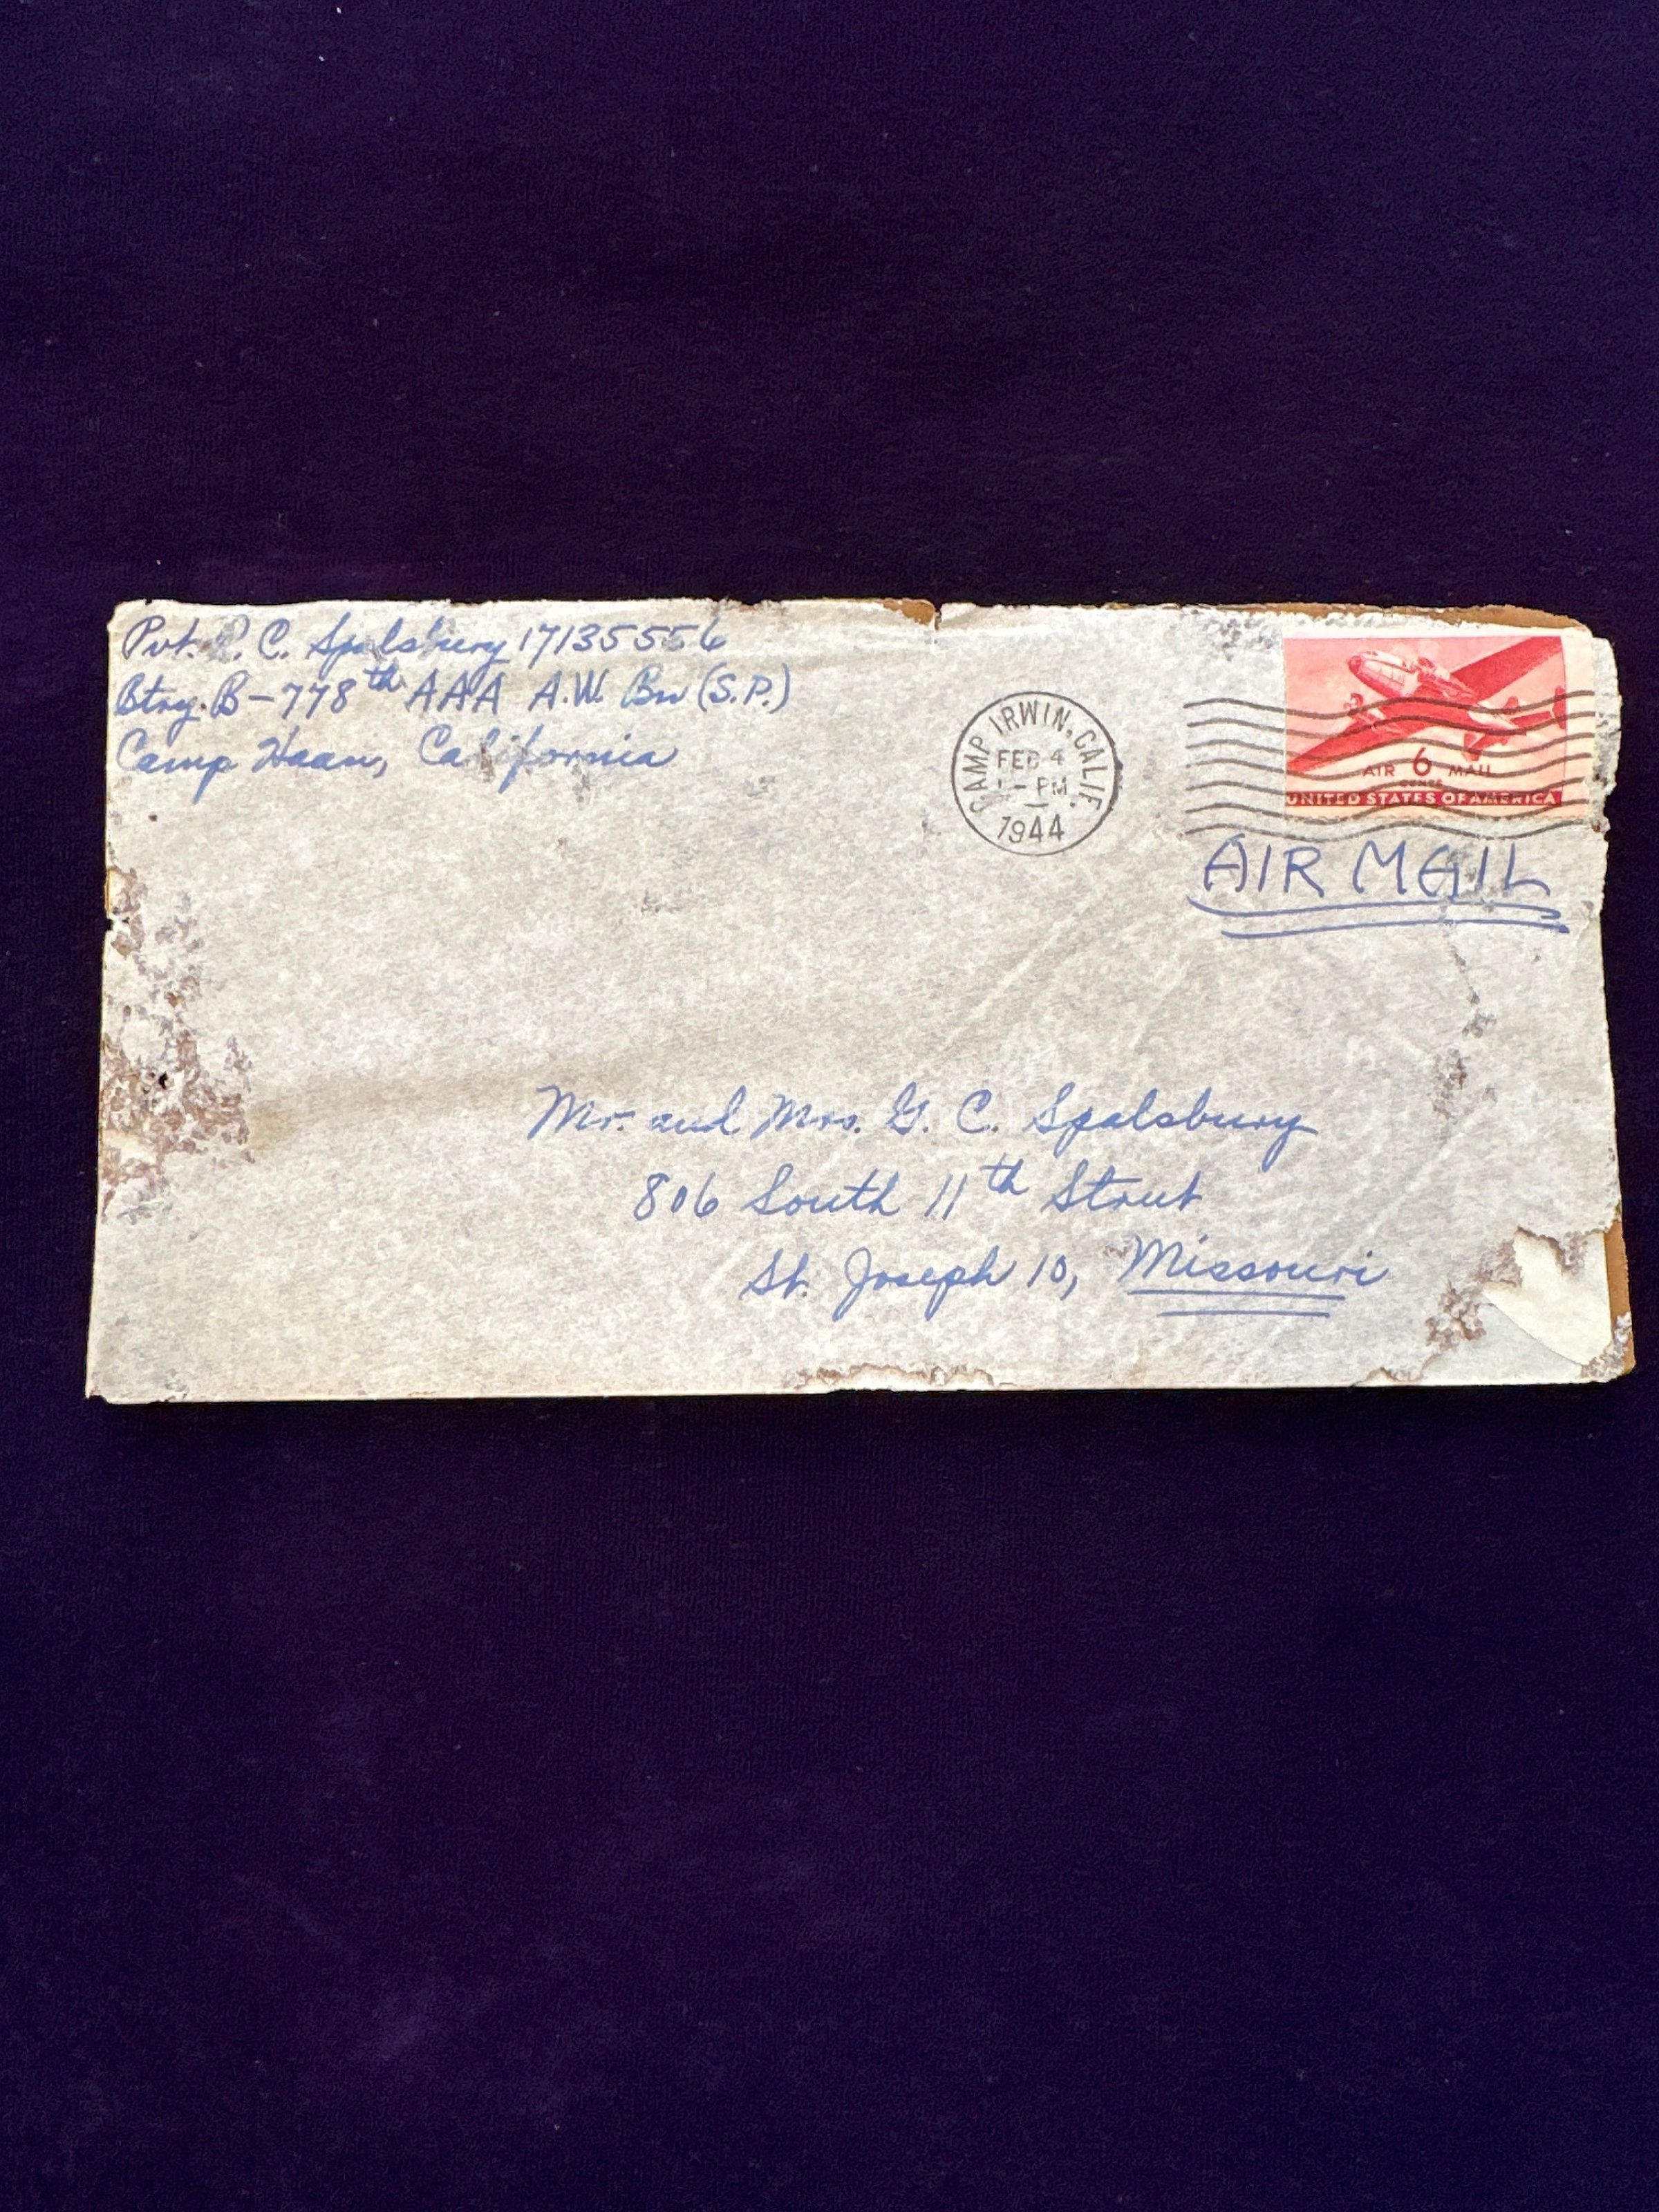 Pvt. R. C. Spalsbury 17135556
Btry. B-778th AAA A.W. Bn (S.P.)
Camp Haan, California
CAMP IRWIN, CALIF.
FEB 4
PM
1944
AIR 6 MAIL
CENTS
UNITED STATES OF AMERICA
AIR MAIL
Mr. and Mrs. G. C. Spalsbury
806 South 11th Street
St. Joseph 10, Missouri